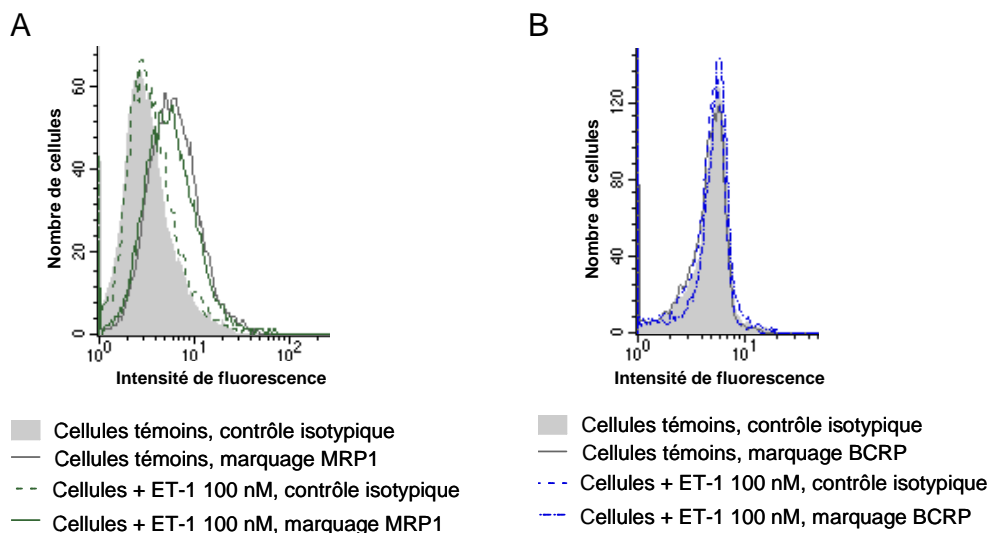 A
B
Nombre de cellules
60
40
20
0
10^0
10^1
10^2
Intensité de fluorescence
Nombre de cellules
120
80
40
0
10^0
10^1
Intensité de fluorescence
Cellules témoins, contrôle isotypique
Cellules témoins, marquage MRP1
Cellules + ET-1 100 nM, contrôle isotypique
Cellules + ET-1 100 nM, marquage MRP1
Cellules témoins, contrôle isotypique
Cellules témoins, marquage BCRP
Cellules + ET-1 100 nM, contrôle isotypique
Cellules + ET-1 100 nM, marquage BCRP